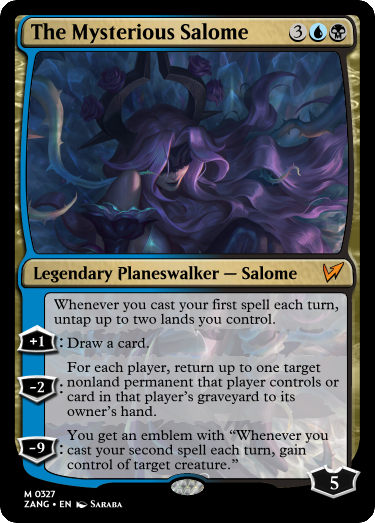 The Mysterious Salome 3
Legendary Planeswalker — Salome
Whenever you cast your first spell each turn,
untap up to two lands you control.
+1: Draw a card.
For each player, return up to one target
-2: nonland permanent that player controls or
card in that player's graveyard to its
owner's hand.
You get an emblem with “Whenever you
-9: cast your second spell each turn, gain
control of target creature.”
5
M 0327
ZANG • EN Saraba